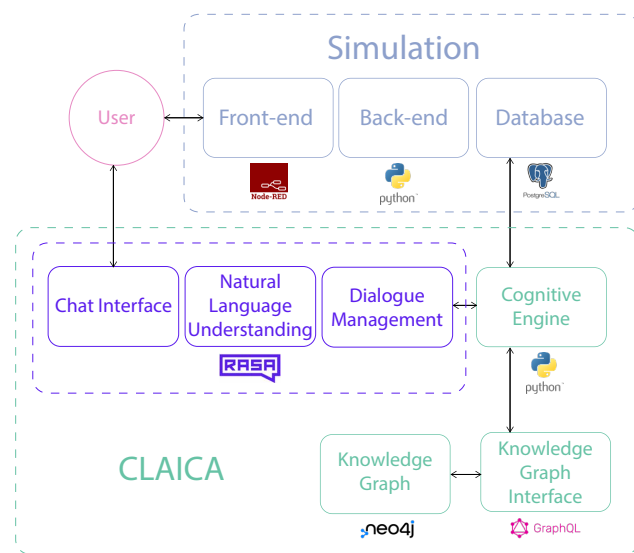 Simulation
User
Front-end
Back-end
Database
Node-RED
python
PostgreSQL
Chat Interface
Natural
Language
Understanding
Dialogue
Management
Cognitive
Engine
RASA
python
CLAICA
Knowledge
Graph
Knowledge
Graph
Interface
neo4j
GraphQL